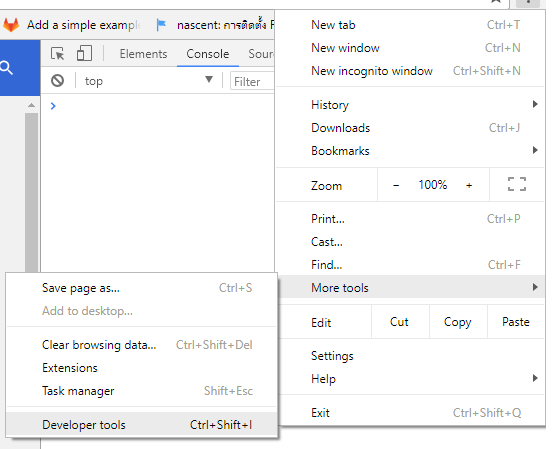 Add a simple example
nascent: การติดตั้ง
Elements
Console
Sour
top
Filter
New tab Ctrl+T
New window Ctrl+N
New incognito window Ctrl+Shift+N
History
Downloads Ctrl+J
Bookmarks
Zoom − 100% +
Print... Ctrl+P
Cast...
Find... Ctrl+F
More tools
Edit Cut Copy Paste
Settings
Help
Exit Ctrl+Shift+Q
Save page as... Ctrl+S
Add to desktop...
Clear browsing data... Ctrl+Shift+Del
Extensions
Task manager Shift+Esc
Developer tools Ctrl+Shift+I